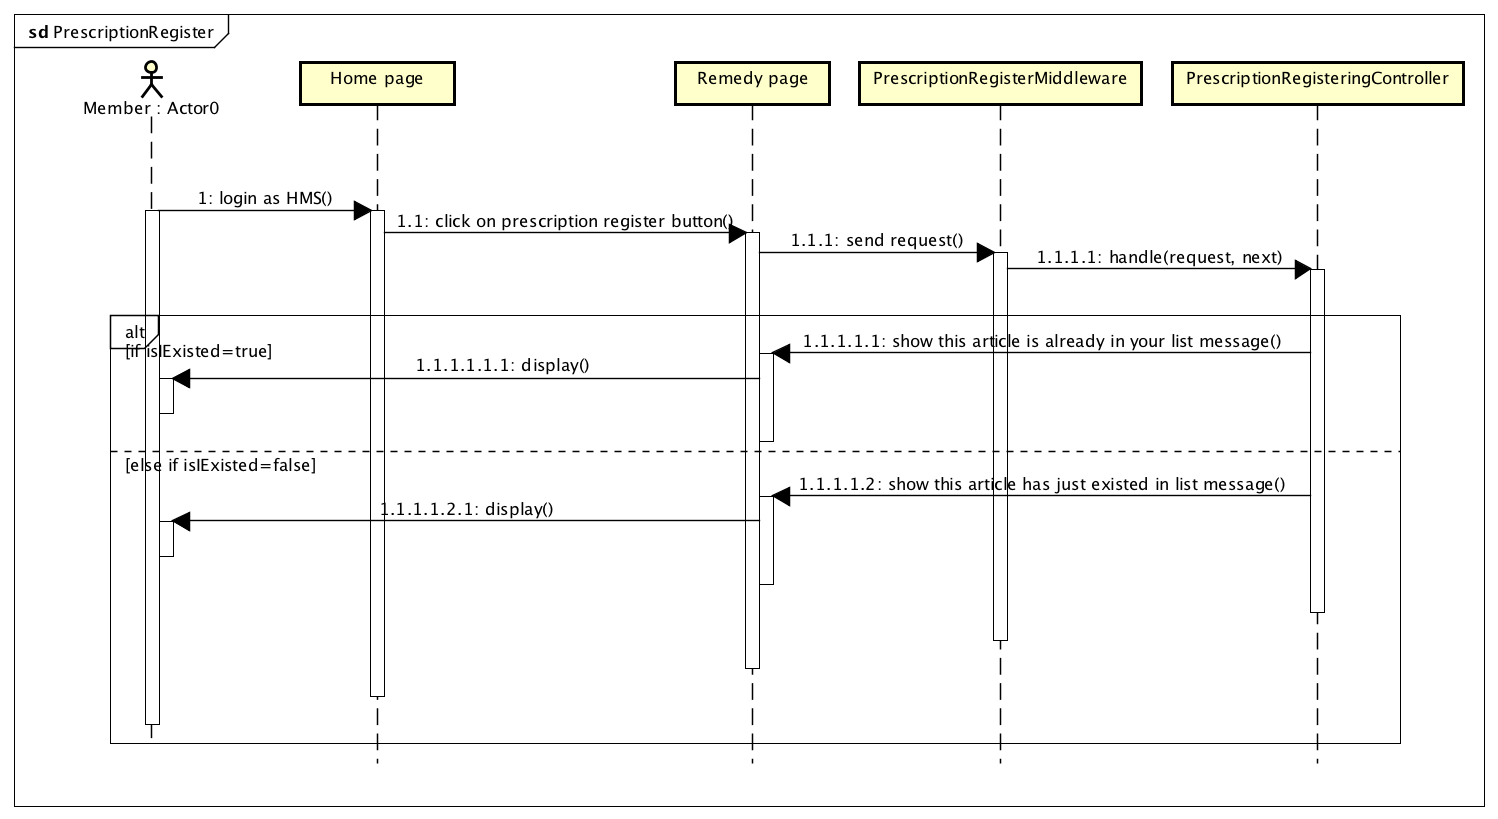 sd PrescriptionRegister
Member : Actor0
Home page
Remedy page
PrescriptionRegisterMiddleware
PrescriptionRegisteringController
1: login as HMS()
1.1: click on prescription register button()
1.1.1: send request()
1.1.1.1: handle(request, next)
alt
[if isIExisted=true]
1.1.1.1.1: show this article is already in your list message()
1.1.1.1.1.1: display()
[else if isIExisted=false]
1.1.1.1.2: show this article has just existed in list message()
1.1.1.1.2.1: display()